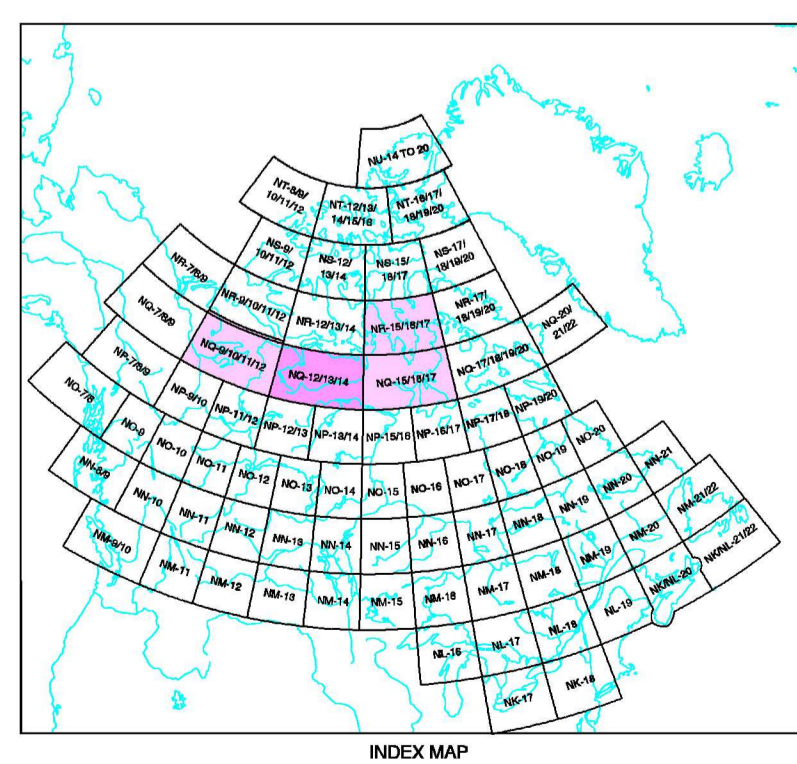 NU-14 TO 20
NT-8/9/
10/11/12
NT-12/13/
14/15/16
NT-16/17/
18/19/20
NS-9/
10/11/12
NS-12/
13/14
NS-15/
16/17
NS-17/
18/19/20
NR-7/8/9
NR-9/10/11/12
NR-12/13/14
NR-15/16/17
NR-17/
18/19/20
NQ-7/8/9
NQ-9/10/11/12
NQ-12/13/14
NQ-15/16/17
NQ-17/18/19/20
NQ-20/
21/22
NP-7/8/9
NP-9/10
NP-11/12
NP-12/13
NP-13/14
NP-15/16
NP-16/17
NP-17/18
NP-19/20
NO-7/8
NO-9
NO-10
NO-11
NO-12
NO-13
NO-14
NO-15
NO-16
NO-17
NO-18
NO-19
NO-20
NN-8/9
NN-10
NN-11
NN-12
NN-13
NN-14
NN-15
NN-16
NN-17
NN-18
NN-19
NN-20
NN-21
NM-9/10
NM-11
NM-12
NM-13
NM-14
NM-15
NM-16
NM-17
NM-18
NM-19
NM-20
NM-21/22
NL-16
NL-17
NL-18
NL-19
NK/NL-20
NK/NL-21/22
NK-17
NK-18
INDEX MAP